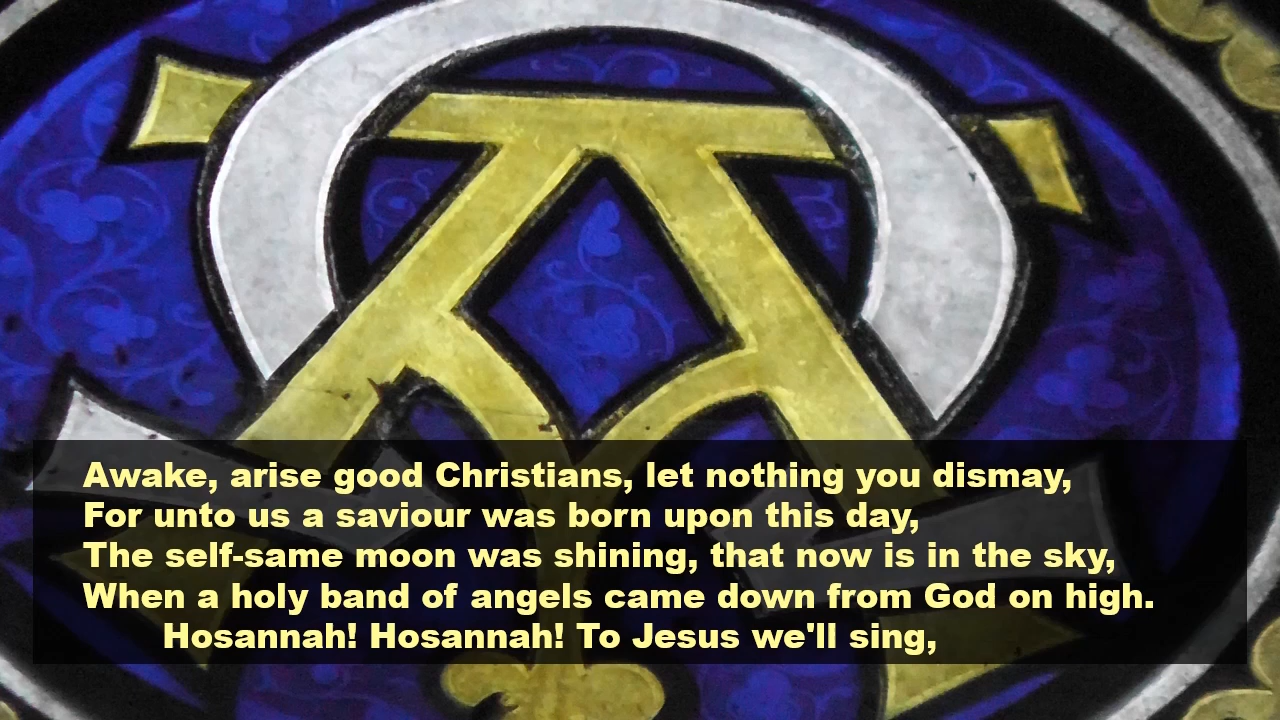 Awake, arise good Christians, let nothing you dismay,
For unto us a saviour was born upon this day,
The self-same moon was shining, that now is in the sky,
When a holy band of angels came down from God on high.
Hosannah! Hosannah! To Jesus we'll sing,